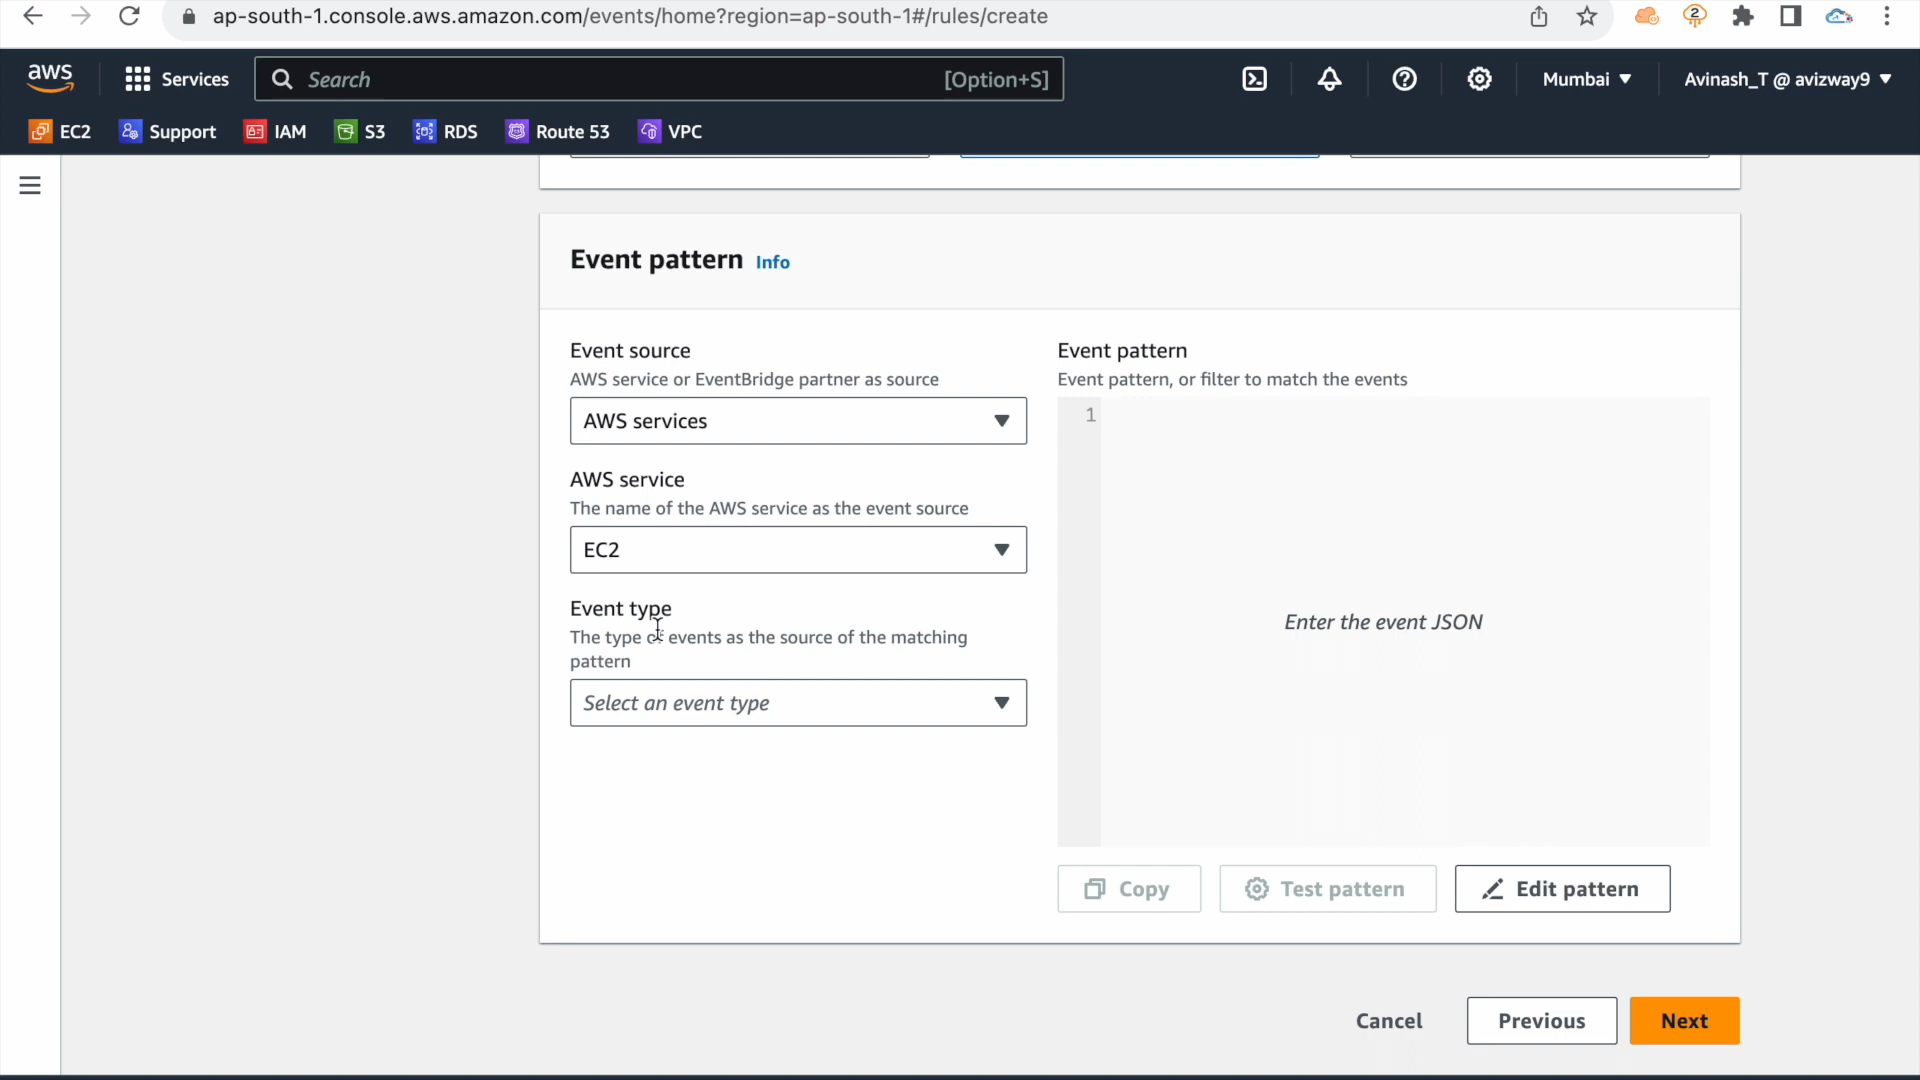 ap-south-1.console.aws.amazon.com/events/home?region=ap-south-1#/rules/create
2
aws
Services
Search
[Option+S]
Mumbai
Avinash_T @ avizway9
EC2
Support
IAM
S3
RDS
Route 53
VPC
Event pattern Info
Event source
AWS service or EventBridge partner as source
AWS services
AWS service
The name of the AWS service as the event source
EC2
Event type
The type of events as the source of the matching
pattern
Select an event type
Event pattern
Event pattern, or filter to match the events
1
Enter the event JSON
Copy
Test pattern
Edit pattern
Cancel
Previous
Next